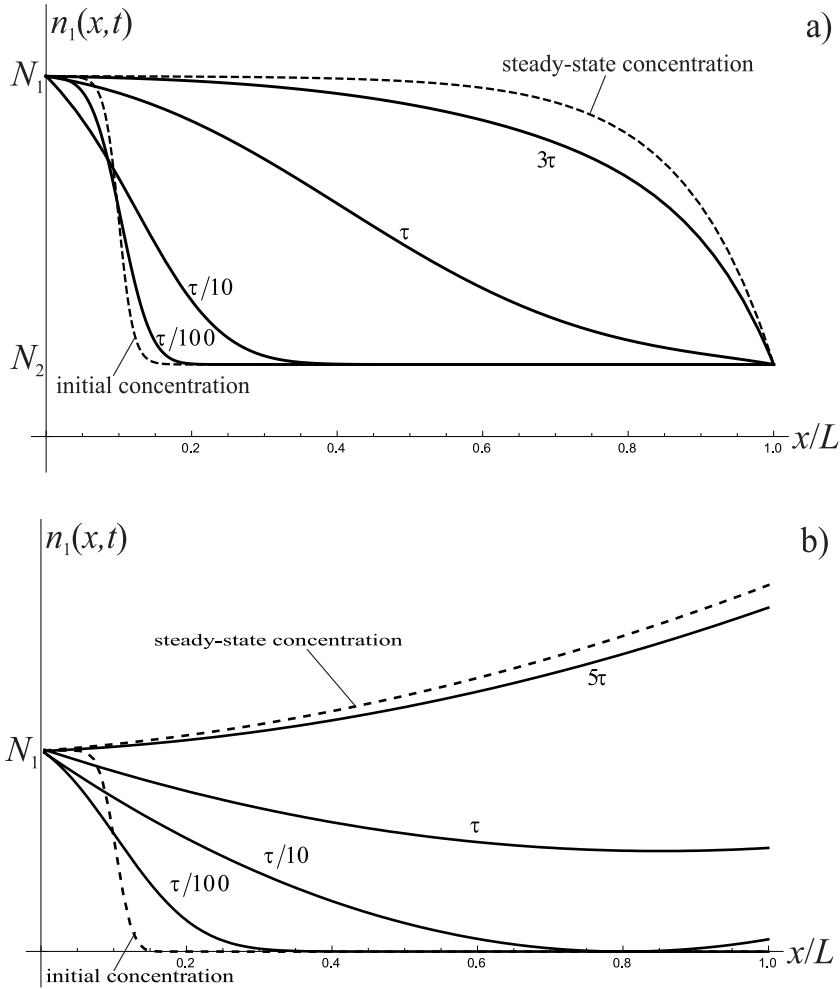 n₁(x,t)
a)
N₁
steady-state concentration
3τ
τ
τ/10
τ/100
N₂
initial concentration
0.2 0.4 0.6 0.8 1.0
x/L
n₁(x,t)
b)
steady-state concentration
5τ
N₁
τ
τ/10
τ/100
initial concentration
0.2 0.4 0.6 0.8 1.0
x/L